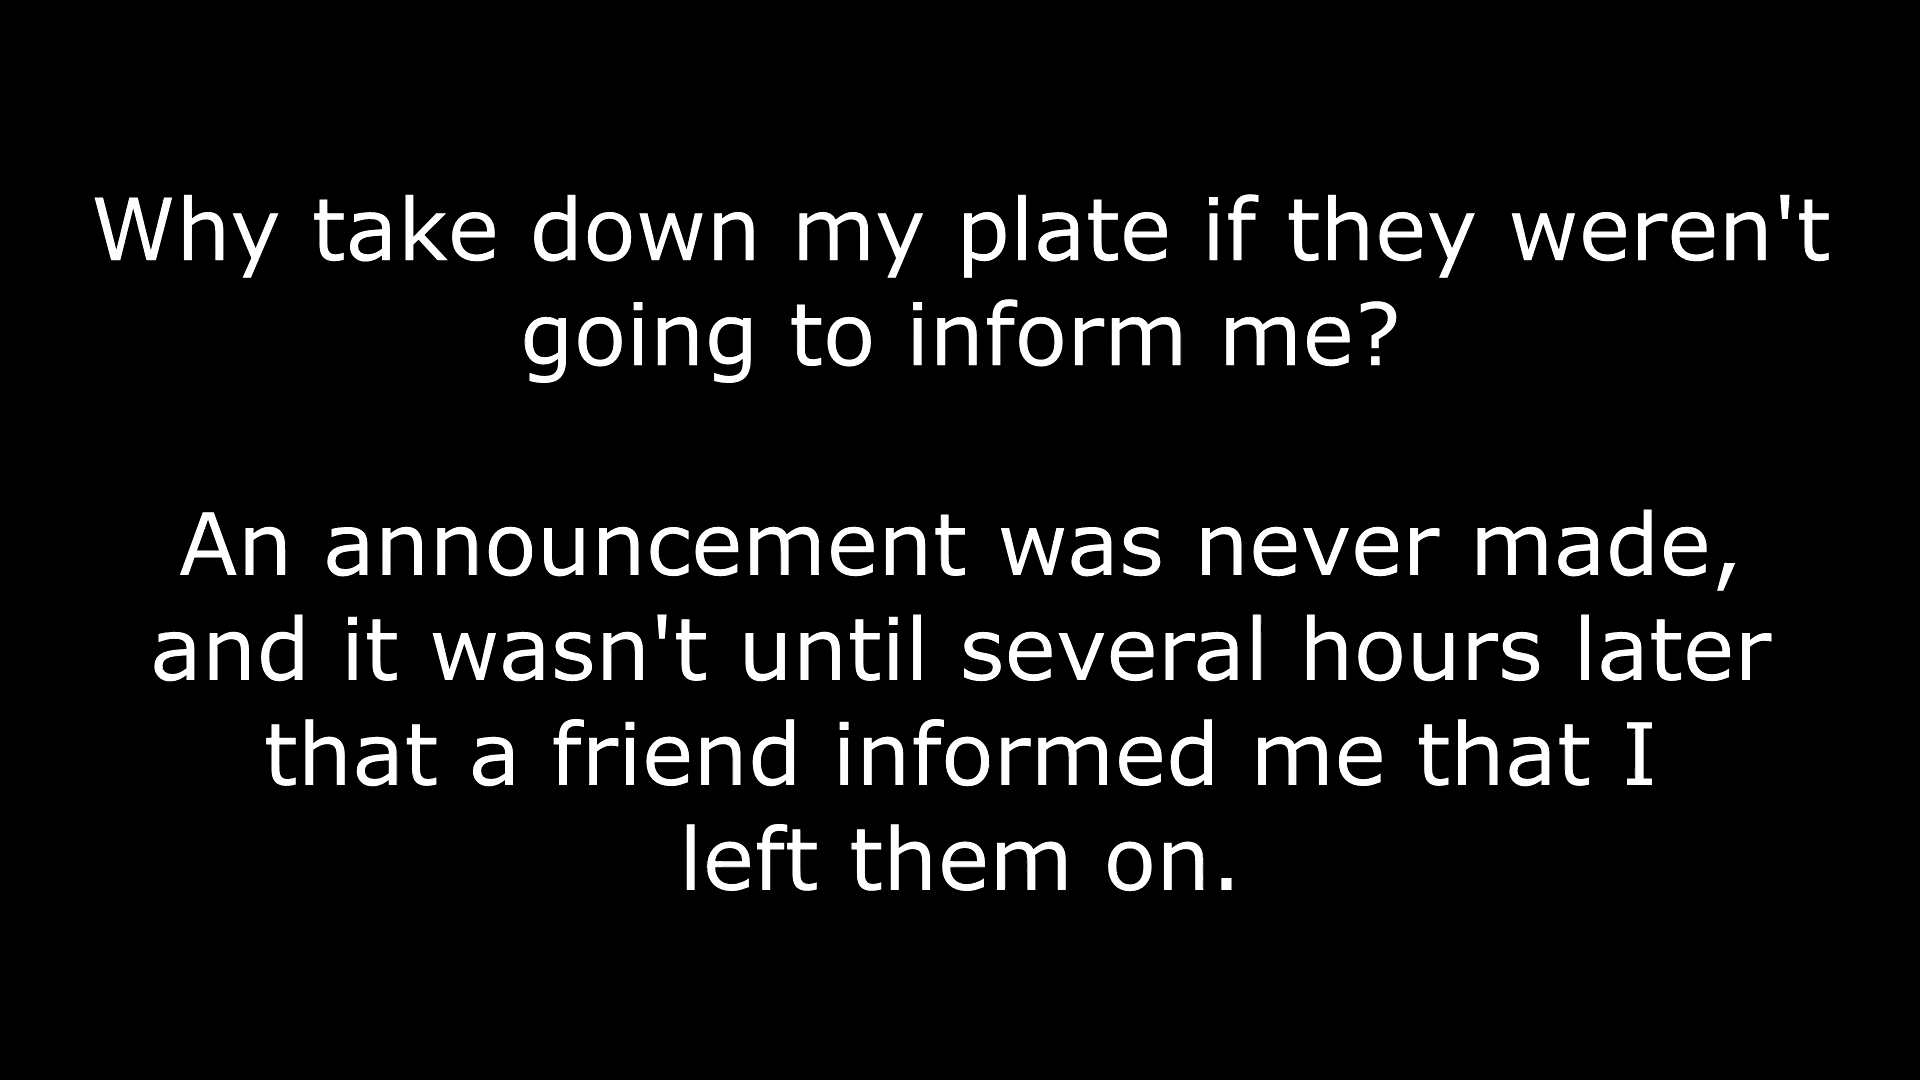 Why take down my plate if they weren't
going to inform me?
An announcement was never made,
and it wasn't until several hours later
that a friend informed me that I
left them on.